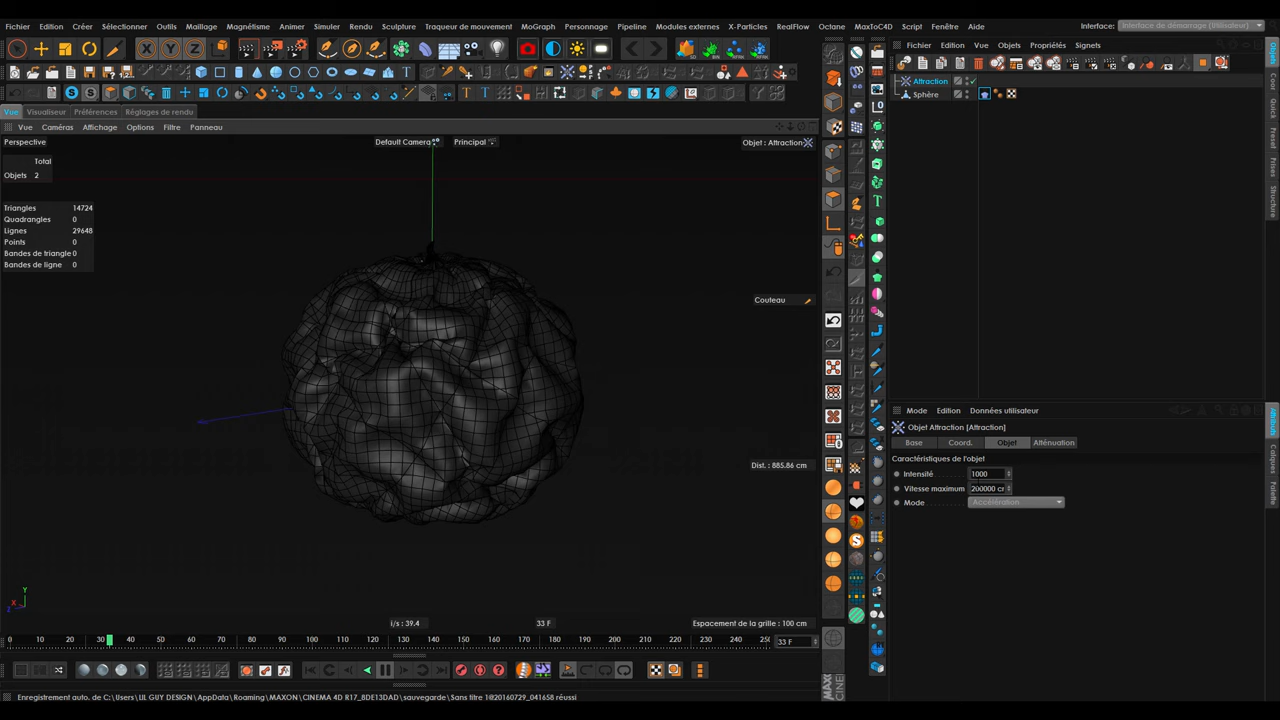 Fichier Edition Créer Sélectionner Outils Maillage Magnétisme Animer Simuler Rendu Sculpture Traqueur de mouvement MoGraph Personnage Pipeline Modules externes X-Particles RealFlow Octane MaxToC4D Script Fenêtre Aide Interface: Interface de démarrage (Utilisateur)
Fichier Edition Vue Objets Propriétés Signets
Attraction
Sphère
Vue Visualiseur Préférences Réglages de rendu
Vue Caméras Affichage Options Filtre Panneau
Perspective Default Camera Principal Objet : Attraction
Total
Objets 2
Triangles 14724
Quadrangles 0
Lignes 29648
Points 0
Bandes de triangle 0
Bandes de ligne 0
Couteau
Dist. : 885.86 cm
Mode Edition Données utilisateur
Objet Attraction [Attraction]
Base Coord. Objet Atténuation
Caractéristiques de l'objet
Intensité 1000
Vitesse maximum 200000 cr
Mode Accélération
Y
X
Z
i/s : 39.4 33 F Espacement de la grille : 100 cm
0 10 20 30 40 50 60 70 80 90 100 110 120 130 140 150 160 170 180 190 200 210 220 230 240 250 33 F
Enregistrement auto. de C:\Users\LIL GUY DESIGN\AppData\Roaming\MAXON\CINEMA 4D R17_8DE13DAD\sauvegarde\Sans titre 1@20160729_041658 réussi